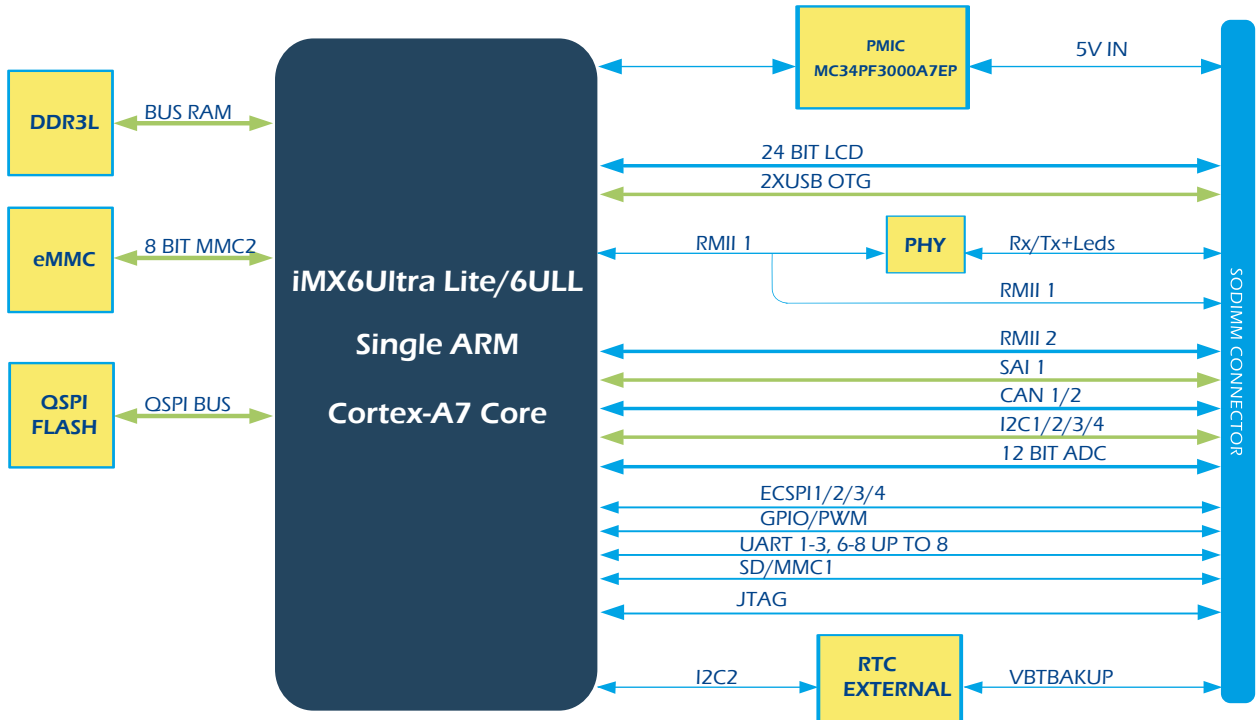 PMIC
MC34PF3000A7EP
5V IN
DDR3L
BUS RAM
24 BIT LCD
2XUSB OTG
eMMC
8 BIT MMC2
RMII 1
PHY
Rx/Tx+Leds
RMII 1
iMX6Ultra Lite/6ULL
Single ARM
Cortex-A7 Core
RMII 2
SAI 1
CAN 1/2
I2C1/2/3/4
12 BIT ADC
QSPI
FLASH
QSPI BUS
ECSPI1/2/3/4
GPIO/PWM
UART 1-3, 6-8 UP TO 8
SD/MMC1
JTAG
I2C2
RTC
EXTERNAL
VBTBAKUP
SODIMM CONNECTOR